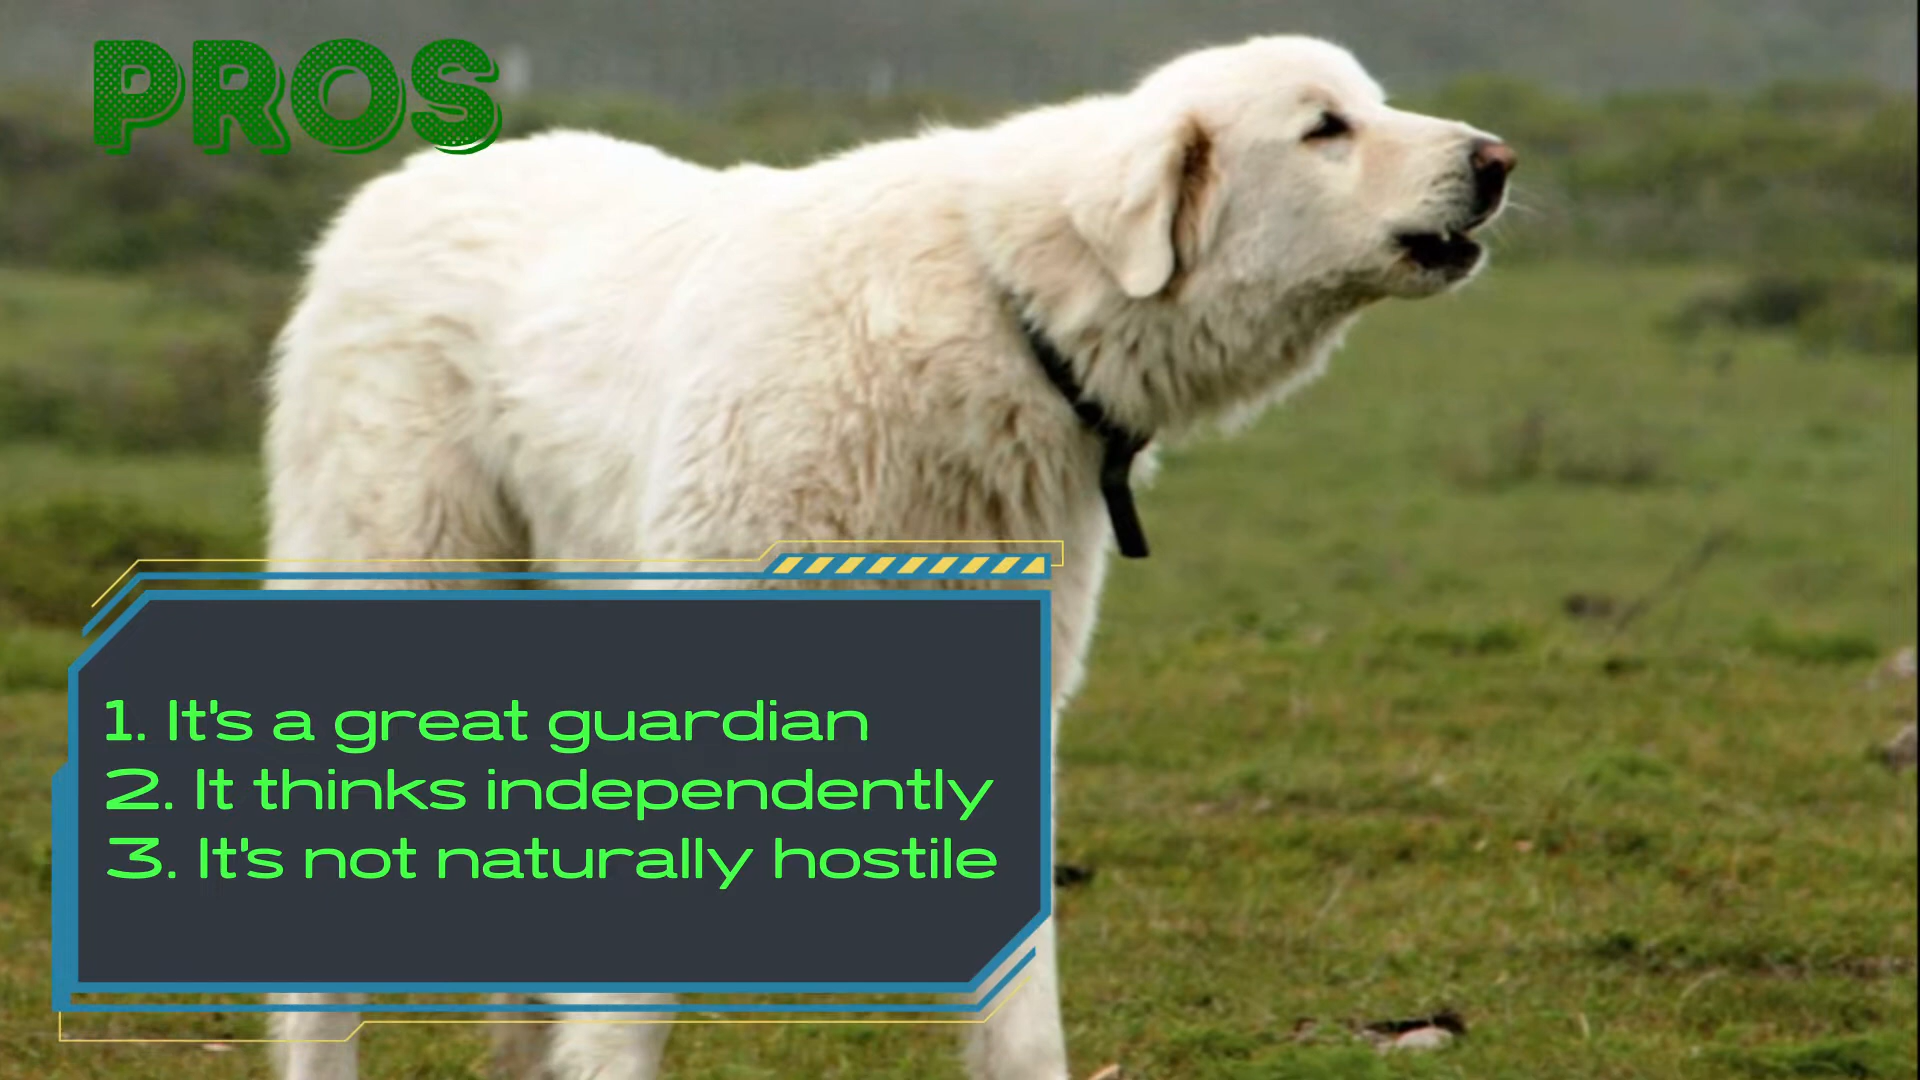 PROS
1. It's a great guardian
2. It thinks independently
3. It's not naturally hostile